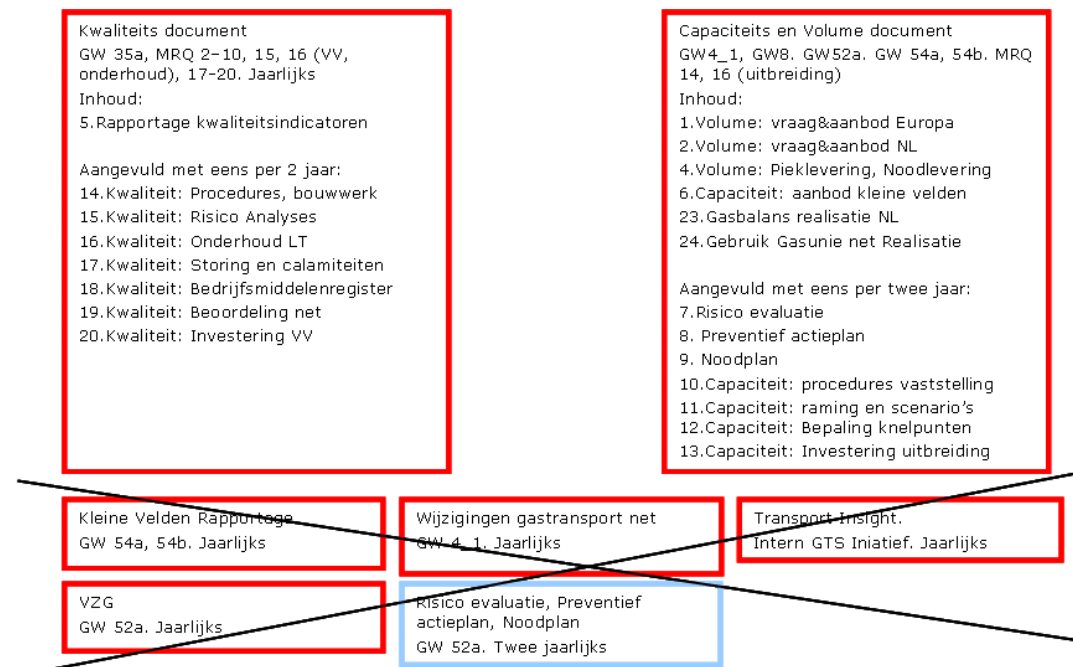 Kwaliteits document
GW 35a, MRQ 2–10, 15, 16 (VV,
onderhoud), 17-20. Jaarlijks
Inhoud:
5.Rapportage kwaliteitsindicatoren
Aangevuld met eens per 2 jaar:
14.Kwaliteit: Procedures, bouwwerk
15.Kwaliteit: Risico Analyses
16.Kwaliteit: Onderhoud LT
17.Kwaliteit: Storing en calamiteiten
18.Kwaliteit: Bedrijfsmiddelenregister
19.Kwaliteit: Beoordeling net
20.Kwaliteit: Investering VV
Capaciteits en Volume document
GW4_1, GW8. GW52a. GW 54a, 54b. MRQ
14, 16 (uitbreiding)
Inhoud:
1.Volume: vraag&aanbod Europa
2.Volume: vraag&aanbod NL
4.Volume: Pieklevering, Noodlevering
6.Capaciteit: aanbod kleine velden
23.Gasbalans realisatie NL
24.Gebruik Gasunie net Realisatie
Aangevuld met eens per twee jaar:
7.Risico evaluatie
8. Preventief actieplan
9. Noodplan
10.Capaciteit: procedures vaststelling
11.Capaciteit: raming en scenario's
12.Capaciteit: Bepaling knelpunten
13.Capaciteit: Investering uitbreiding
Kleine Velden Rapportage
GW 54a, 54b. Jaarlijks
Wijzigingen gastransport net
GW 4_1. Jaarlijks
Transport Insight.
Intern GTS Iniatief. Jaarlijks
VZG
GW 52a. Jaarlijks
Risico evaluatie, Preventief
actieplan, Noodplan
GW 52a. Twee jaarlijks